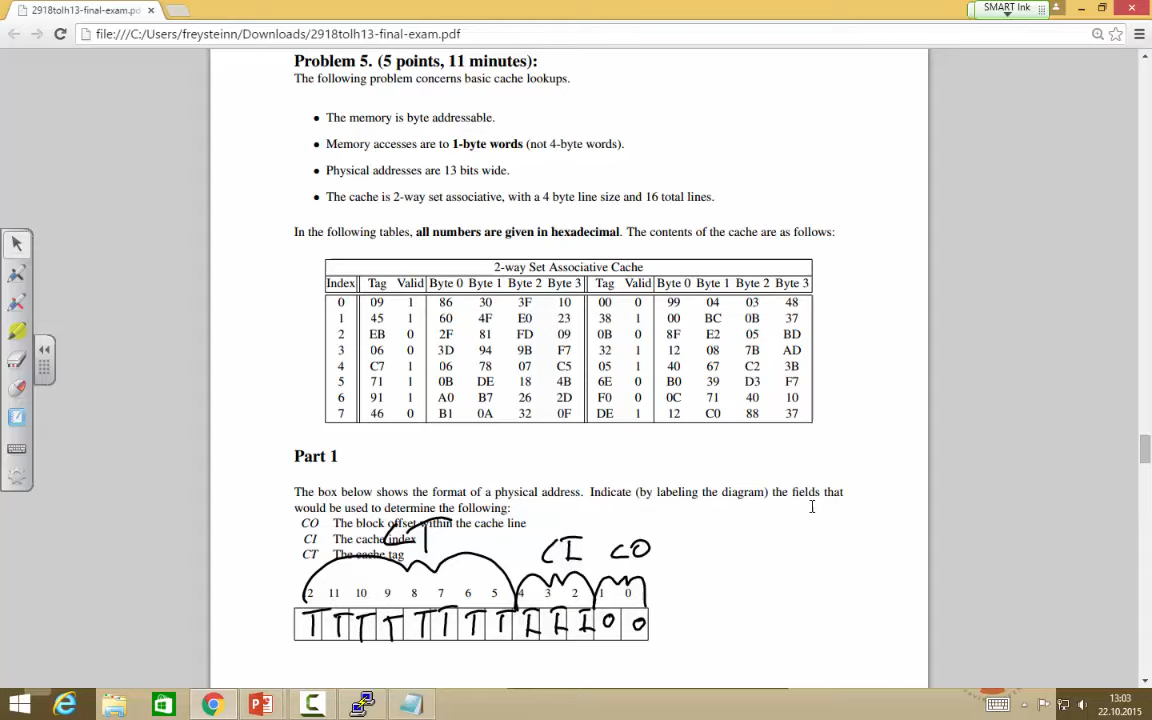 2918tolh13-final-exam.pd
SMART Ink
file:///C:/Users/freysteinn/Downloads/2918tolh13-final-exam.pdf
Problem 5. (5 points, 11 minutes):
The following problem concerns basic cache lookups.
• The memory is byte addressable.
• Memory accesses are to 1-byte words (not 4-byte words).
• Physical addresses are 13 bits wide.
• The cache is 2-way set associative, with a 4 byte line size and 16 total lines.
In the following tables, all numbers are given in hexadecimal. The contents of the cache are as follows:
2-way Set Associative Cache
Index Tag Valid Byte 0 Byte 1 Byte 2 Byte 3 Tag Valid Byte 0 Byte 1 Byte 2 Byte 3
0 09 1 86 30 3F 10 00 0 99 04 03 48
1 45 1 60 4F E0 23 38 1 00 BC 0B 37
2 EB 0 2F 81 FD 09 0B 0 8F E2 05 BD
3 06 0 3D 94 9B F7 32 1 12 08 7B AD
4 C7 1 06 78 07 C5 05 1 40 67 C2 3B
5 71 1 0B DE 18 4B 6E 0 B0 39 D3 F7
6 91 1 A0 B7 26 2D F0 0 0C 71 40 10
7 46 0 B1 0A 32 0F DE 1 12 C0 88 37
Part 1
The box below shows the format of a physical address. Indicate (by labeling the diagram) the fields that
would be used to determine the following:
CO The block offset within the cache line
CI The cache index
CT The cache tag
CT CI CO
2 11 10 9 8 7 6 5 4 3 2 1 0
T T T T T T T T I I I O O
13:03
22.10.2015